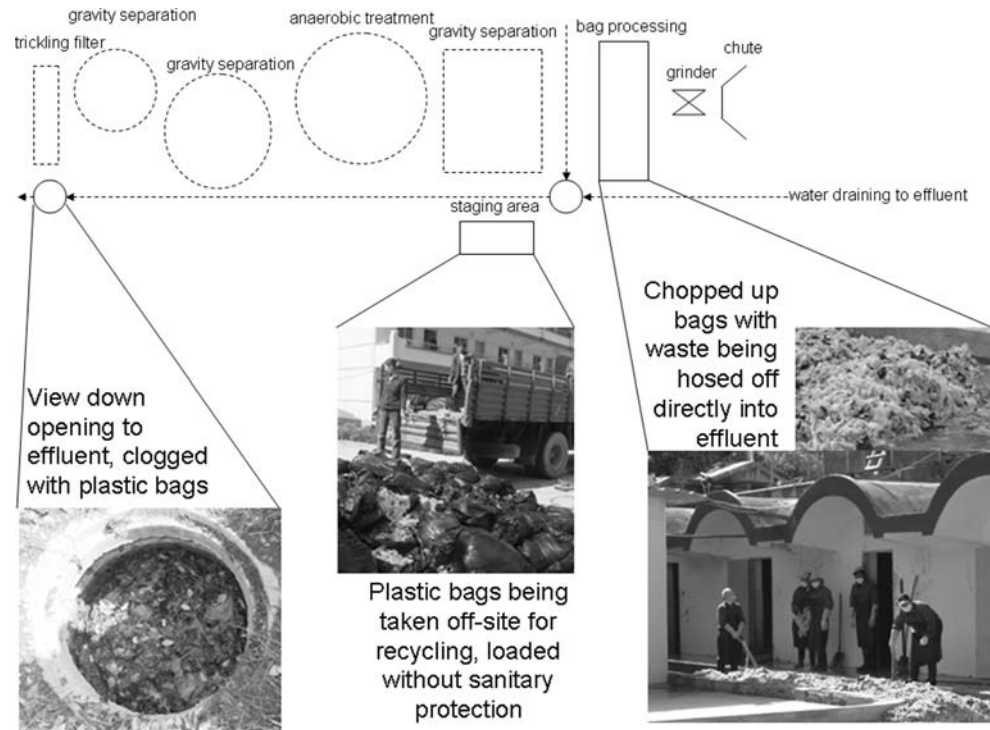 gravity separation
trickling filter
gravity separation
anaerobic treatment
gravity separation
bag processing
chute
grinder
water draining to effluent
staging area
View down
opening to
effluent, clogged
with plastic bags
Plastic bags being
taken off-site for
recycling, loaded
without sanitary
protection
Chopped up
bags with
waste being
hosed off
directly into
effluent